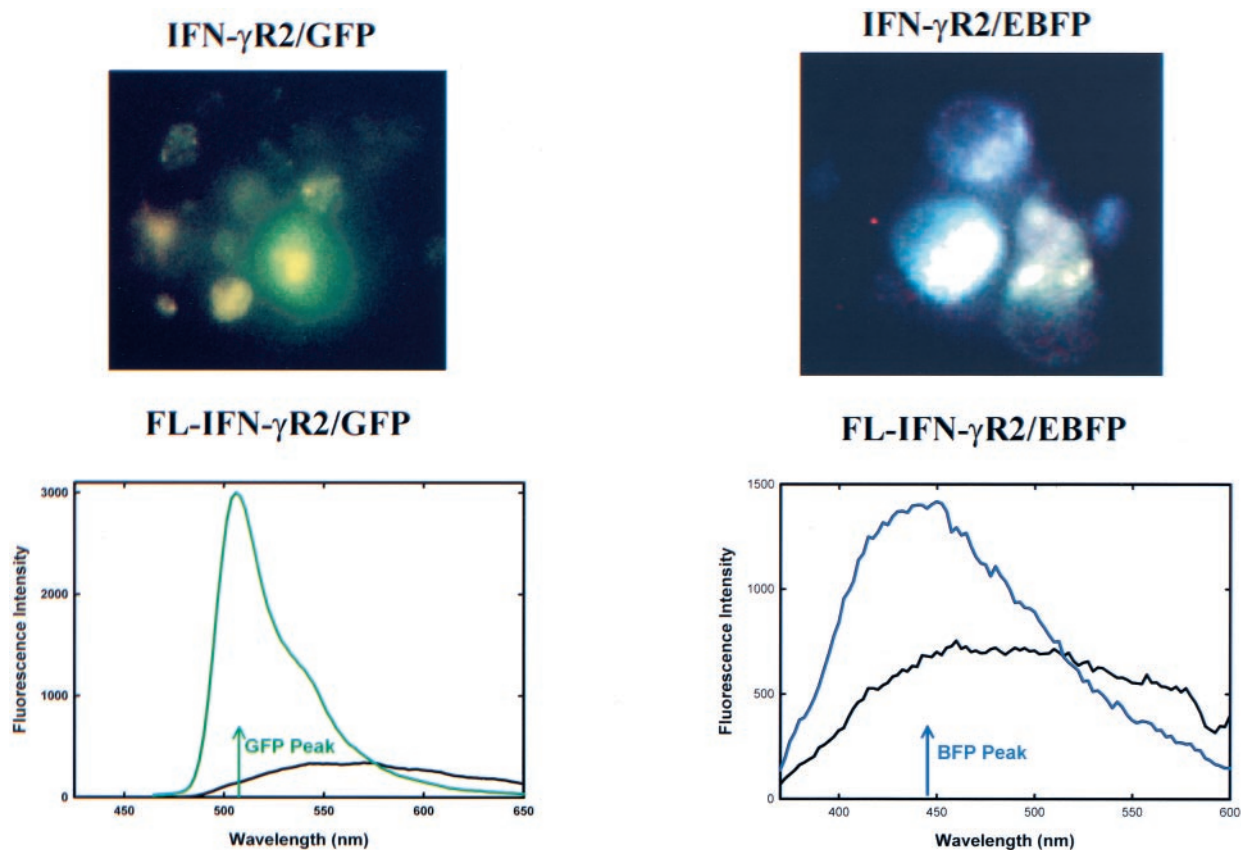 IFN-γR2/GFP
IFN-γR2/EBFP
FL-IFN-γR2/GFP
3000
2000
1000
0
450
500
550
600
650
GFP Peak
Fluorescence Intensity
Wavelength (nm)
FL-IFN-γR2/EBFP
1500
1000
500
0
400
450
500
550
600
BFP Peak
Fluorescence Intensity
Wavelength (nm)